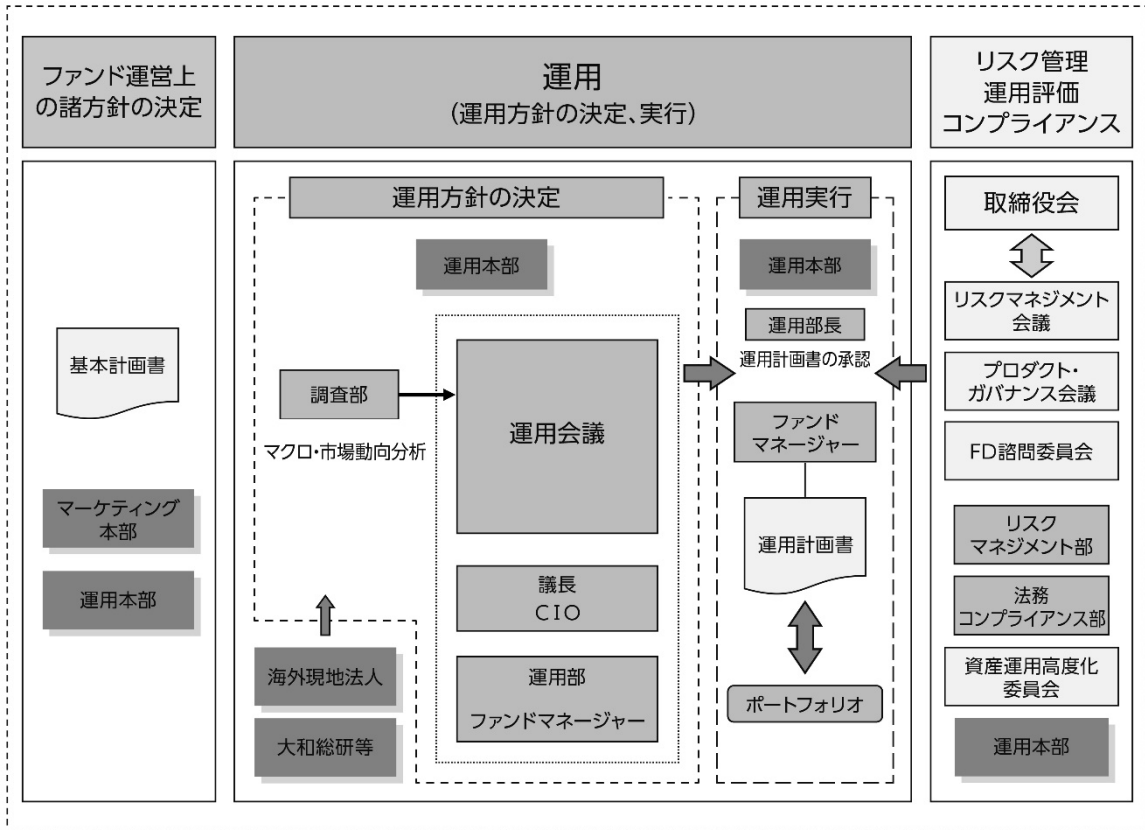 ファンド運営上
の諸方針の決定
運用
(運用方針の決定、実行)
リスク管理
運用評価
コンプライアンス
基本計画書
マーケティング
本部
運用本部
運用方針の決定
運用本部
調査部
マクロ・市場動向分析
運用会議
議長
CIO
運用部
ファンドマネージャー
海外現地法人
大和総研等
運用実行
運用本部
運用部長
運用計画書の承認
ファンド
マネージャー
運用計画書
ポートフォリオ
取締役会
リスクマネジメント
会議
プロダクト・
ガバナンス会議
FD諮問委員会
リスク
マネジメント部
法務
コンプライアンス部
資産運用高度化
委員会
運用本部